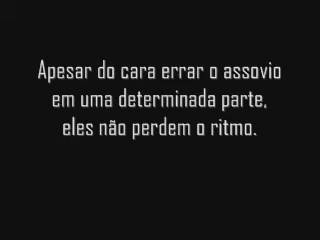 Apesar do cara errar o assovio
em uma determinada parte,
eles não perdem o ritmo.